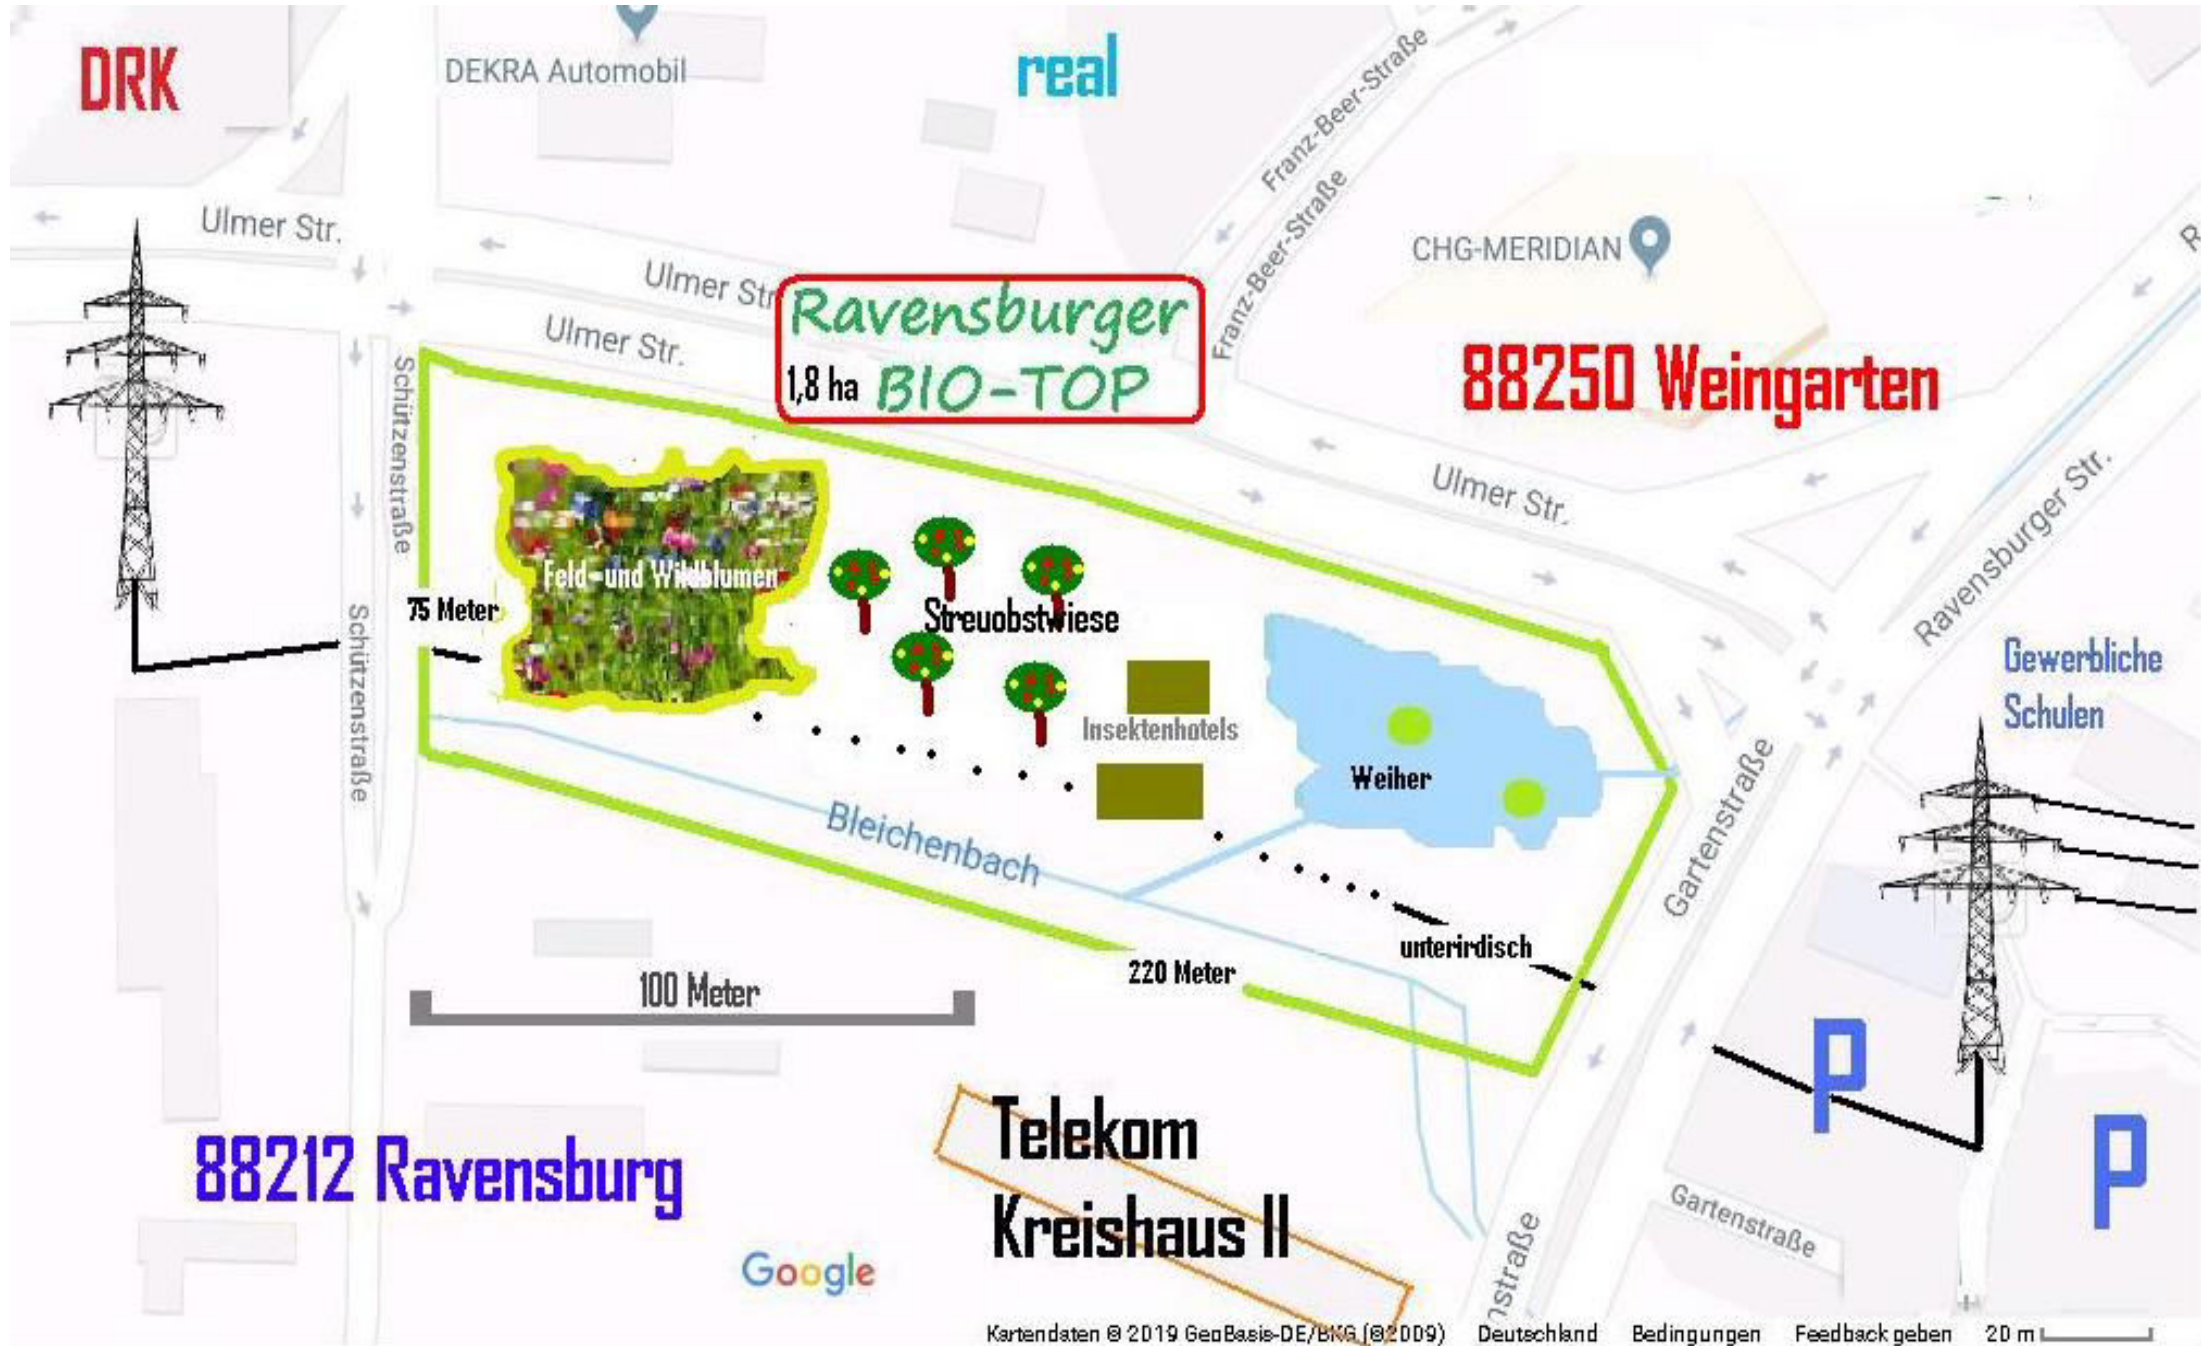 DRK
DEKRA Automobil
real
Franz-Beer-Straße
Franz-Beer-Straße
Ulmer Str.
Ulmer Str
Ulmer Str.
CHG-MERIDIAN
Ravensburger
1,8 ha BIO-TOP
88250 Weingarten
Schützenstraße
Ulmer Str.
Ravensburger Str.
Feld-und Wildblumen
75 Meter
Streuobstwiese
Schützenstraße
Gewerbliche
Schulen
Insektenhotels
Weiher
Bleichenbach
Gartenstraße
unterirdisch
220 Meter
100 Meter
P
P
Telekom
Kreishaus II
88212 Ravensburg
Gartenstraße
nstraße
Google
Kartendaten © 2019 GeoBasis-DE/BKG (©2009) Deutschland Bedingungen Feedback geben 20 m